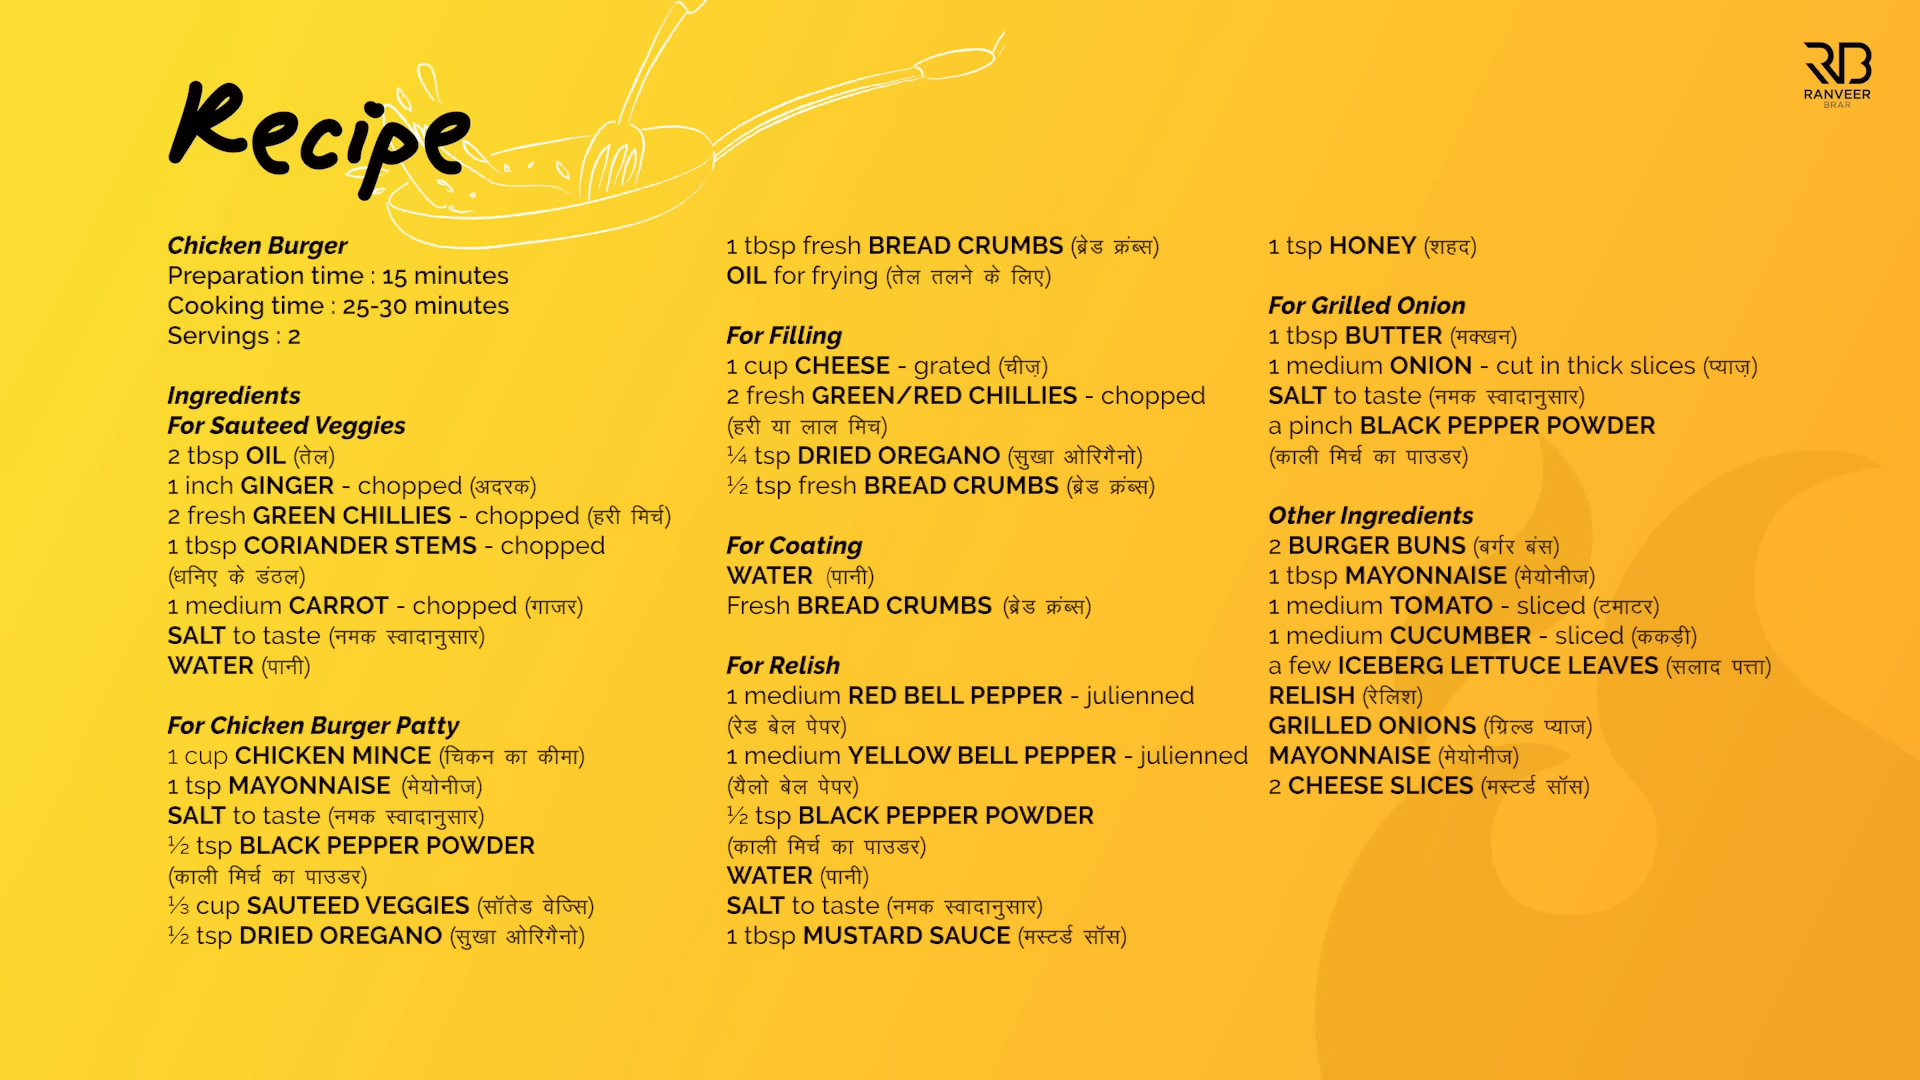 Recipe
RANVEER
BRAR
Chicken Burger
Preparation time : 15 minutes
Cooking time : 25-30 minutes
Servings : 2
Ingredients
For Sauteed Veggies
2 tbsp OIL (तेल)
1 inch GINGER - chopped (अदरक)
2 fresh GREEN CHILLIES - chopped (हरी मिर्च)
1 tbsp CORIANDER STEMS - chopped
(धनिए के डंठल)
1 medium CARROT - chopped (गाजर)
SALT to taste (नमक स्वादानुसार)
WATER (पानी)
For Chicken Burger Patty
1 cup CHICKEN MINCE (चिकन का कीमा)
1 tsp MAYONNAISE (मेयोनीज)
SALT to taste (नमक स्वादानुसार)
½ tsp BLACK PEPPER POWDER
(काली मिर्च का पाउडर)
⅓ cup SAUTEED VEGGIES (सॉतेड वेज्सि)
½ tsp DRIED OREGANO (सुखा ओरिगैनो)
1 tbsp fresh BREAD CRUMBS (ब्रेड क्रंब्स)
OIL for frying (तेल तलने के लिए)
For Filling
1 cup CHEESE - grated (चीज़)
2 fresh GREEN/RED CHILLIES - chopped
(हरी या लाल मिच)
¼ tsp DRIED OREGANO (सुखा ओरिगैनो)
½ tsp fresh BREAD CRUMBS (ब्रेड क्रंब्स)
For Coating
WATER (पानी)
Fresh BREAD CRUMBS (ब्रेड क्रंब्स)
For Relish
1 medium RED BELL PEPPER - julienned
(रेड बेल पेपर)
1 medium YELLOW BELL PEPPER - julienned
(यैलो बेल पेपर)
½ tsp BLACK PEPPER POWDER
(काली मिर्च का पाउडर)
WATER (पानी)
SALT to taste (नमक स्वादानुसार)
1 tbsp MUSTARD SAUCE (मस्टर्ड सॉस)
1 tsp HONEY (शहद)
For Grilled Onion
1 tbsp BUTTER (मक्खन)
1 medium ONION - cut in thick slices (प्याज़)
SALT to taste (नमक स्वादानुसार)
a pinch BLACK PEPPER POWDER
(काली मिर्च का पाउडर)
Other Ingredients
2 BURGER BUNS (बर्गर बंस)
1 tbsp MAYONNAISE (मेयोनीज)
1 medium TOMATO - sliced (टमाटर)
1 medium CUCUMBER - sliced (ककड़ी)
a few ICEBERG LETTUCE LEAVES (सलाद पत्ता)
RELISH (रेलिश)
GRILLED ONIONS (ग्रिल्ड प्याज)
MAYONNAISE (मेयोनीज)
2 CHEESE SLICES (मस्टर्ड सॉस)